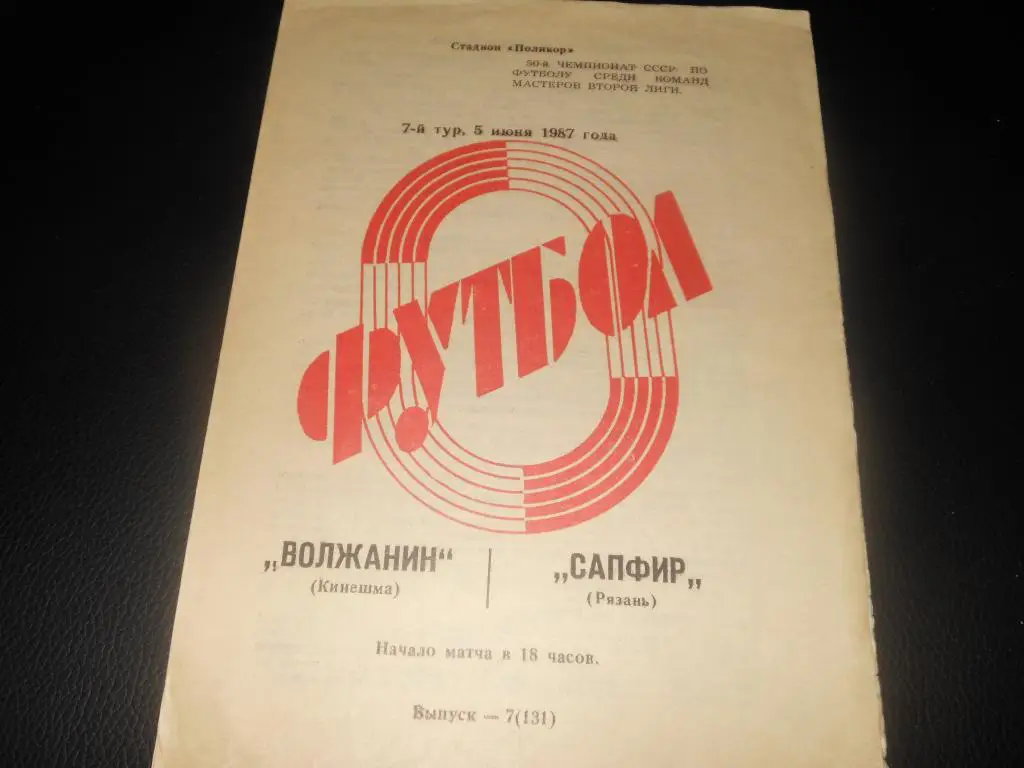 Стадион «Поликор»
50-й ЧЕМПИОНАТ СССР ПО
ФУТБОЛУ СРЕДИ КОМАНД
МАСТЕРОВ ВТОРОЙ ЛИГИ.
7-й тур, 5 июня 1987 года
ФУТБОЛ
„ВОЛЖАНИН“ „САПФИР„
(Кинешма) (Рязань)
Начало матча в 18 часов.
Выпуск — 7(131)